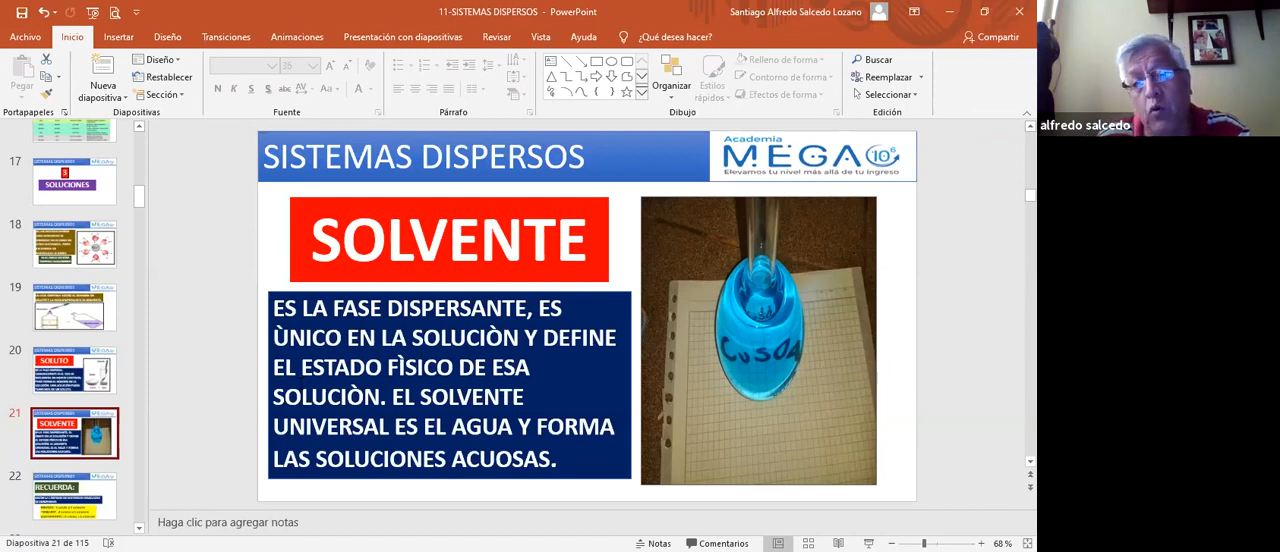 11-SISTEMAS DISPERSOS - PowerPoint
Santiago Alfredo Salcedo Lozano
Archivo Inicio Insertar Diseño Transiciones Animaciones Presentación con diapositivas Revisar Vista Ayuda ¿Qué desea hacer? Compartir
Pegar
Nueva diapositiva
Diseño
Restablecer
Sección
36
N K S
Organizar
Estilos rápidos
Relleno de forma
Contorno de forma
Efectos de forma
Buscar
Reemplazar
Seleccionar
Portapapeles Diapositivas Fuente Párrafo Dibujo Edición
alfredo salcedo
17
3
SOLUCIONES
18
19
20
SOLUTO
21
SOLVENTE
22
RECUERDA:
SISTEMAS DISPERSOS
Academia
MEGA 10⁶
Elevamos tu nivel más allá de tu ingreso
SOLVENTE
ES LA FASE DISPERSANTE, ES
ÙNICO EN LA SOLUCIÒN Y DEFINE
EL ESTADO FÌSICO DE ESA
SOLUCIÒN. EL SOLVENTE
UNIVERSAL ES EL AGUA Y FORMA
LAS SOLUCIONES ACUOSAS.
Haga clic para agregar notas
Diapositiva 21 de 115
Notas Comentarios 68 %